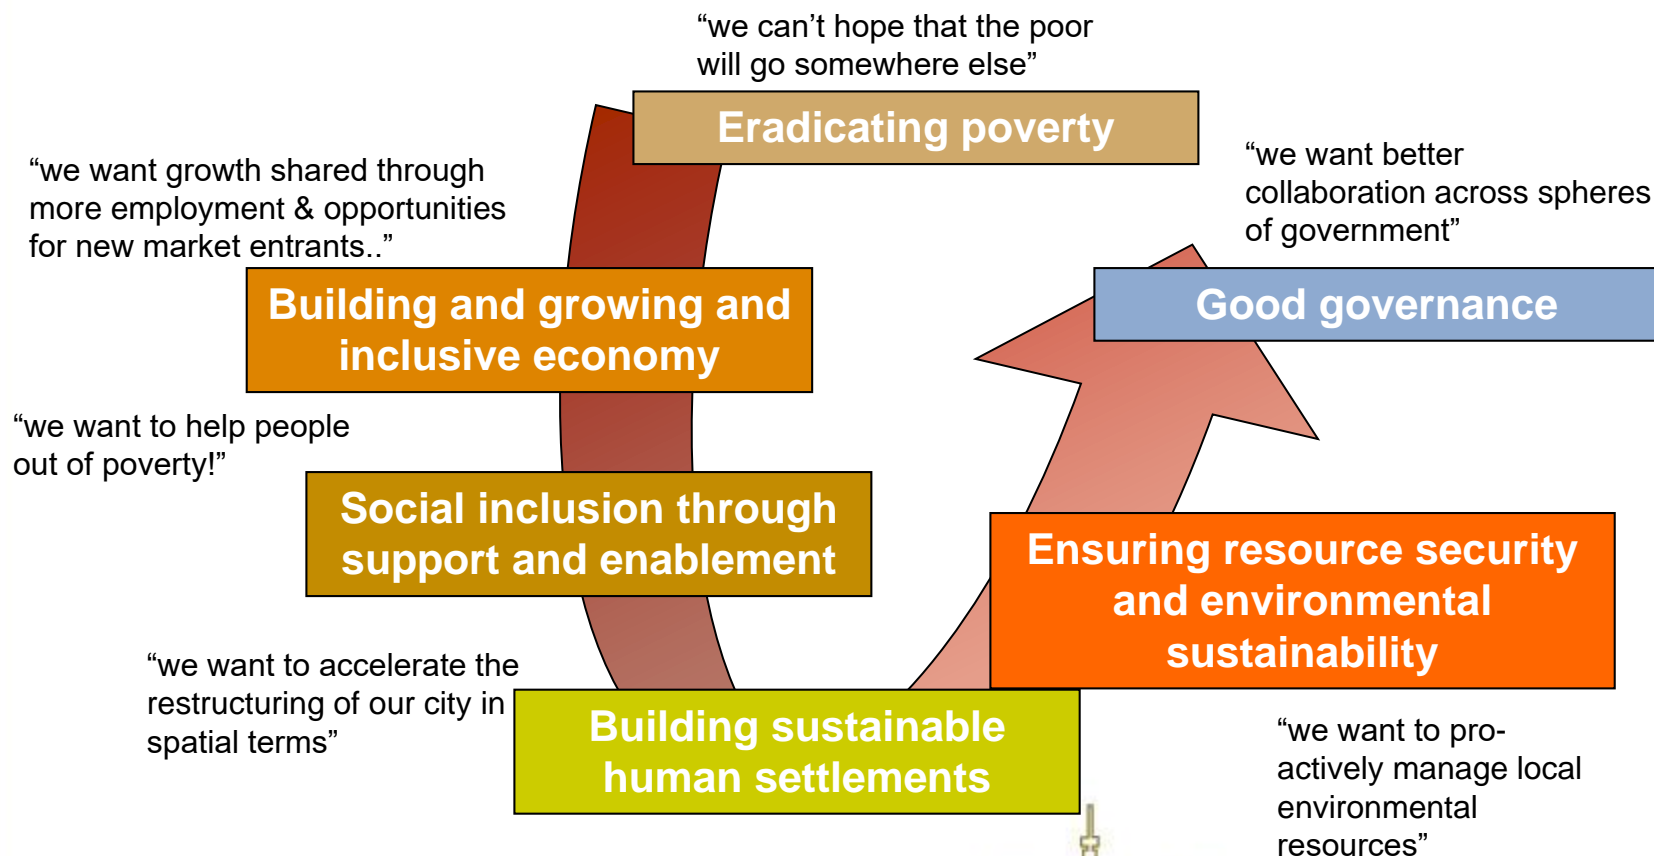 “we can’t hope that the poor
will go somewhere else”
Eradicating poverty
“we want growth shared through
more employment & opportunities
for new market entrants..”
Building and growing and
inclusive economy
“we want to help people
out of poverty!”
Social inclusion through
support and enablement
“we want to accelerate the
restructuring of our city in
spatial terms”
Building sustainable
human settlements
“we want better
collaboration across spheres
of government”
Good governance
Ensuring resource security
and environmental
sustainability
“we want to pro-
actively manage local
environmental
resources”